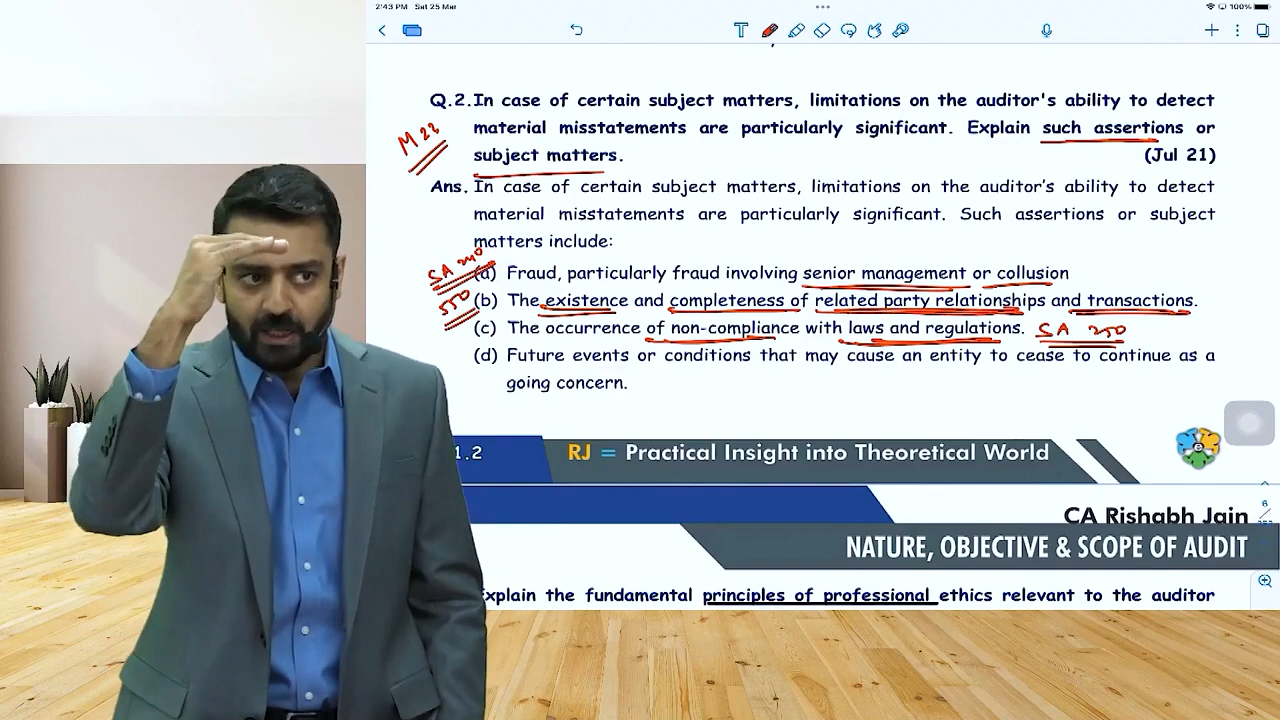 2:43 PM Sat 25 Mar
100%
T
Q.2. In case of certain subject matters, limitations on the auditor's ability to detect
M 23
material misstatements are particularly significant. Explain such assertions or
subject matters. (Jul 21)
Ans. In case of certain subject matters, limitations on the auditor's ability to detect
material misstatements are particularly significant. Such assertions or subject
matters include:
SA 240
(a) Fraud, particularly fraud involving senior management or collusion
550
(b) The existence and completeness of related party relationships and transactions.
(c) The occurrence of non-compliance with laws and regulations. SA 250
(d) Future events or conditions that may cause an entity to cease to continue as a
going concern.
1.2 RJ = Practical Insight into Theoretical World
6
CA Rishabh Jain
NATURE, OBJECTIVE & SCOPE OF AUDIT
Explain the fundamental principles of professional ethics relevant to the auditor